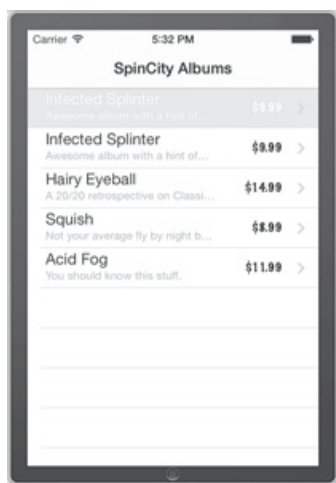 Carrier 5:32 PM
SpinCity Albums
Infected Splinter
Awesome album with a hint of...
$9.99
Infected Splinter
Awesome album with a hint of...
$9.99
Hairy Eyeball
A 20/20 retrospective on Classi...
$14.99
Squish
Not your average fly by night b...
$8.99
Acid Fog
You should know this stuff.
$11.99